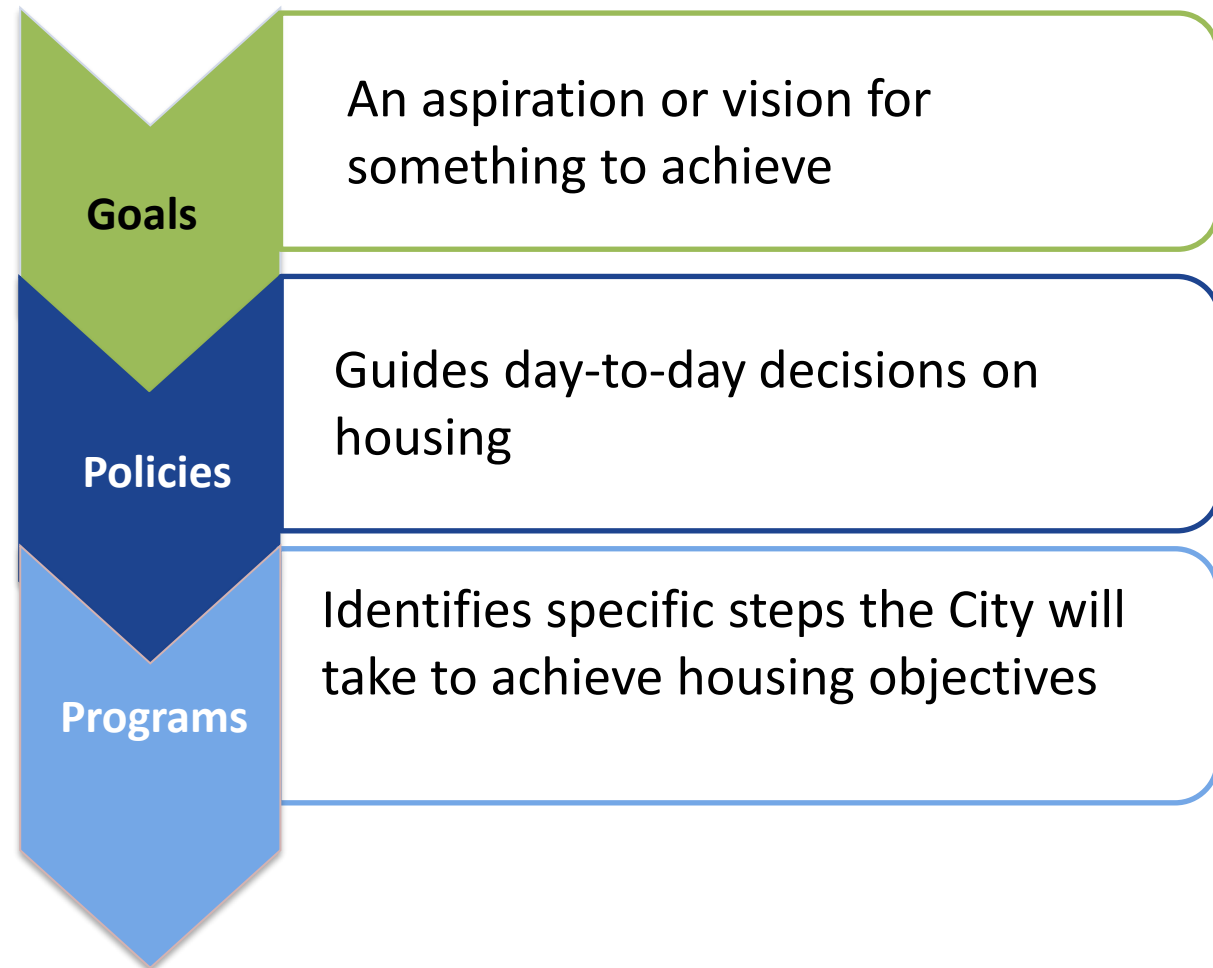 Goals
An aspiration or vision for
something to achieve
Policies
Guides day-to-day decisions on
housing
Programs
Identifies specific steps the City will
take to achieve housing objectives